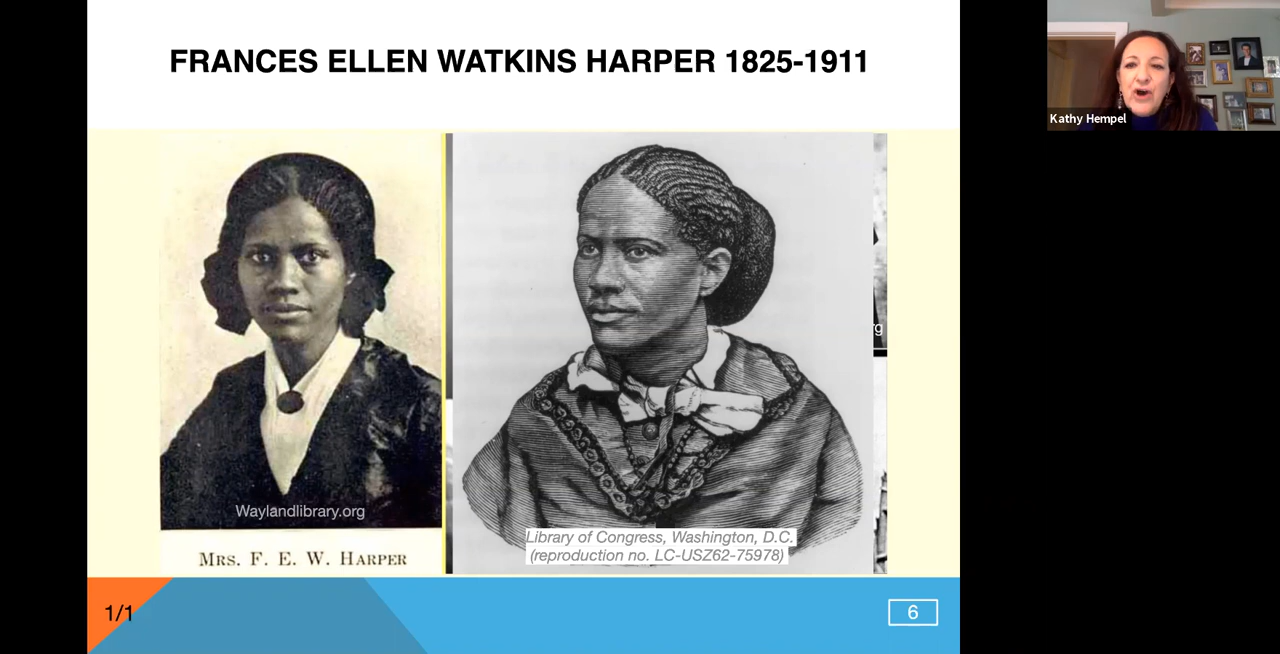 FRANCES ELLEN WATKINS HARPER 1825-1911
Kathy Hempel
rg
Waylandlibrary.org
Library of Congress, Washington, D.C.
(reproduction no. LC-USZ62-75978)
MRS. F. E. W. HARPER
1/1
6